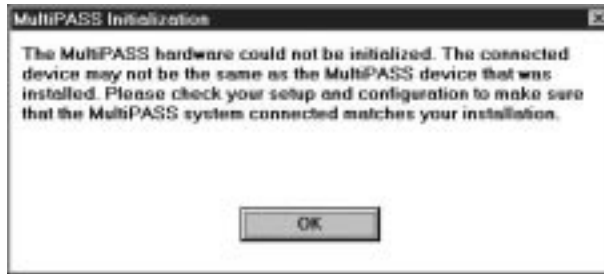 MultiPASS Initialization
The MultiPASS hardware could not be initialized. The connected
device may not be the same as the MultiPASS device that was
installed. Please check your setup and configuration to make sure
that the MultiPASS system connected matches your installation.
OK